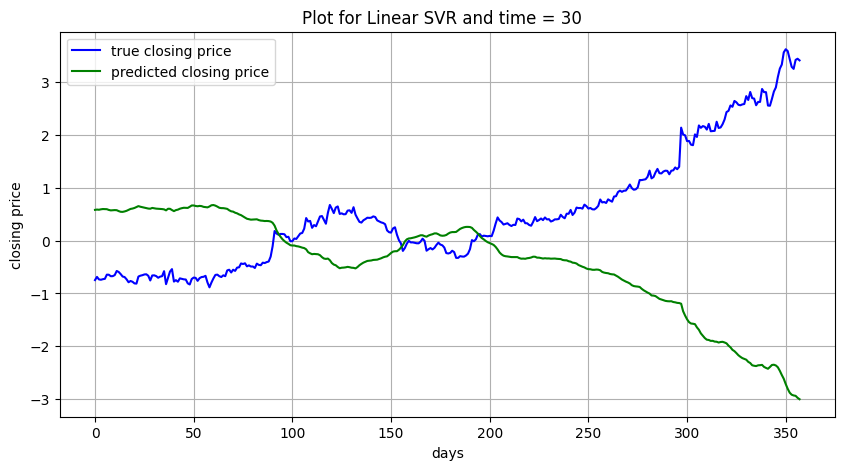 Plot for Linear SVR and time = 30
true closing price
predicted closing price
closing price
3
2
1
0
−1
−2
−3
0 50 100 150 200 250 300 350
days